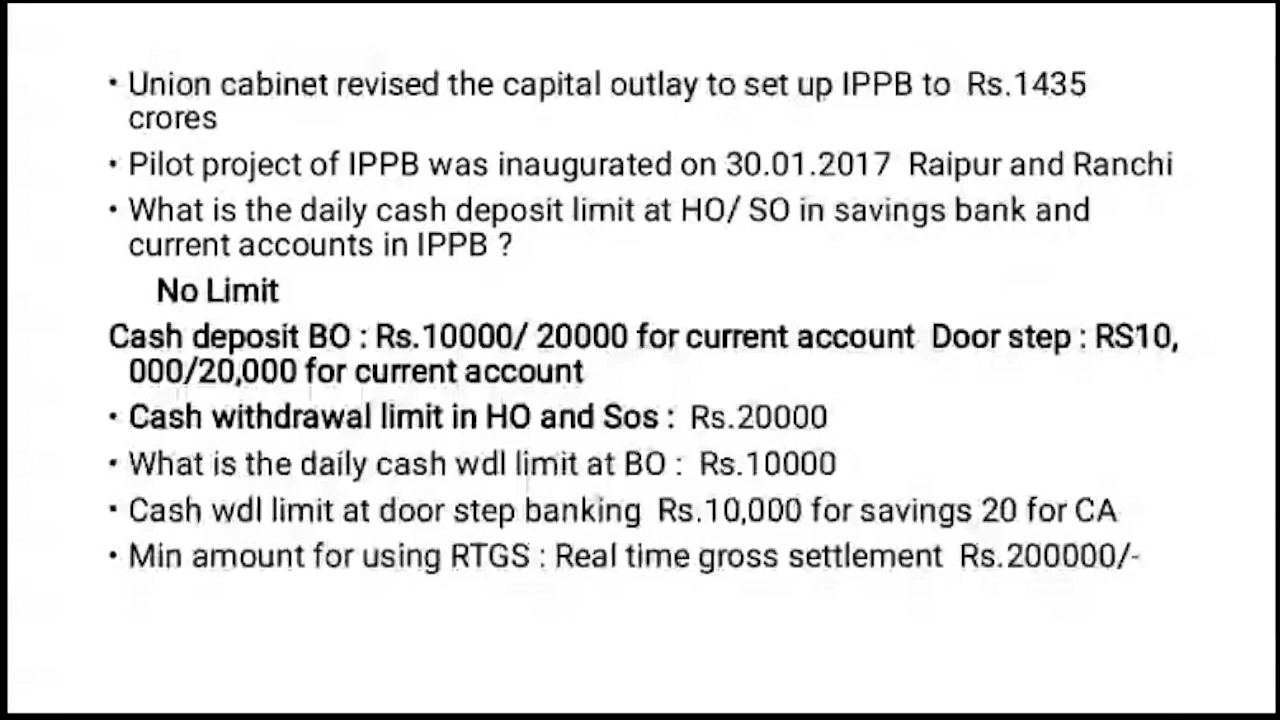 • Union cabinet revised the capital outlay to set up IPPB to Rs.1435
crores
• Pilot project of IPPB was inaugurated on 30.01.2017 Raipur and Ranchi
• What is the daily cash deposit limit at HO/ SO in savings bank and
current accounts in IPPB ?
No Limit
Cash deposit BO : Rs.10000/ 20000 for current account Door step : RS10,
000/20,000 for current account
• Cash withdrawal limit in HO and Sos : Rs.20000
• What is the daily cash wdl limit at BO : Rs.10000
• Cash wdl limit at door step banking Rs.10,000 for savings 20 for CA
• Min amount for using RTGS : Real time gross settlement Rs.200000/-